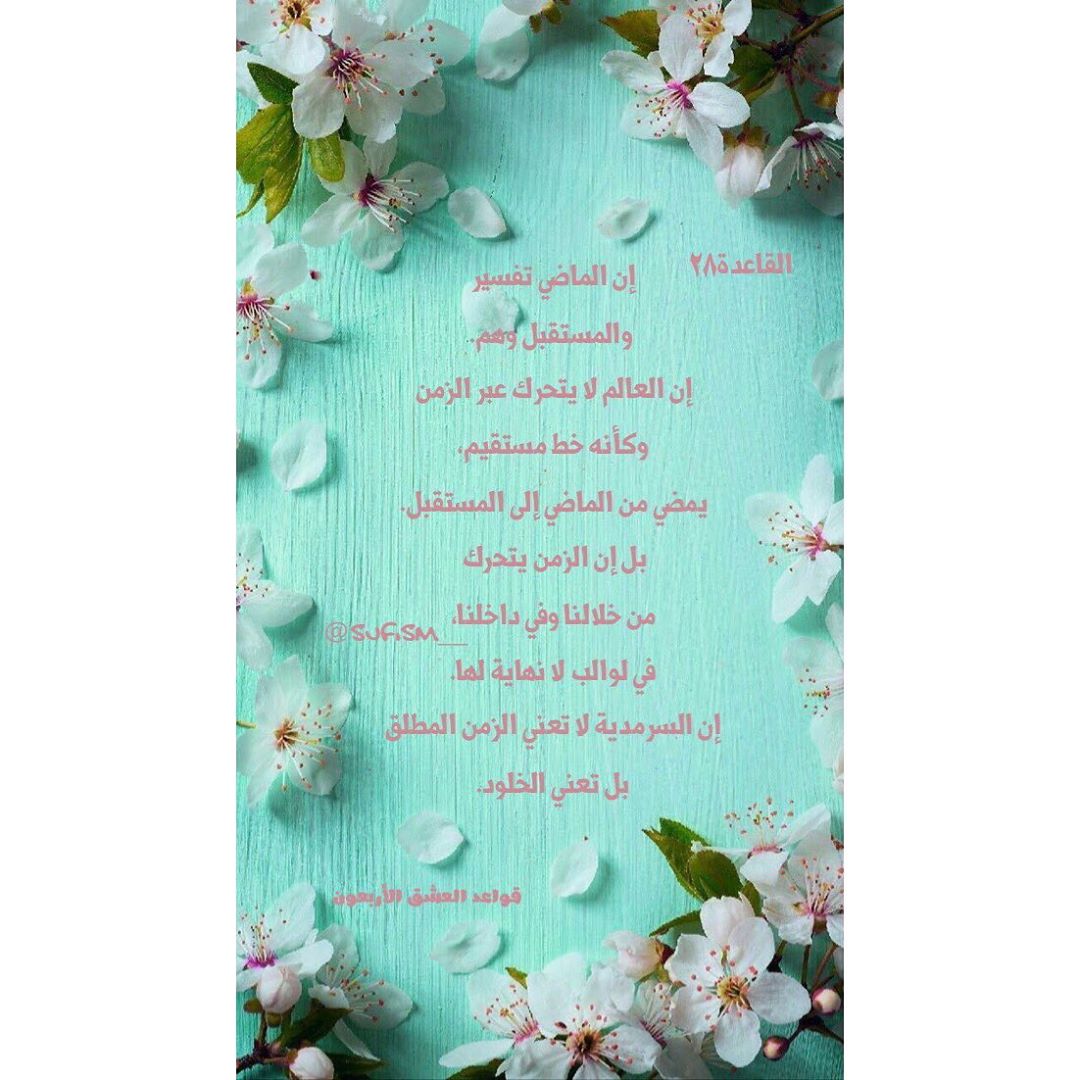 القاعدة٢٨
إن الماضي تفسير
والمستقبل وهم..
إن العالم لا يتحرك عبر الزمن
وكأنه خط مستقيم،
يمضي من الماضي إلى المستقبل.
بل إن الزمن يتحرك
من خلالنا وفي داخلنا،
@SUFiSM__
في لوالب لا نهاية لها.
إن السرمدية لا تعني الزمن المطلق
بل تعني الخلود.
قواعد العشق الأربعون